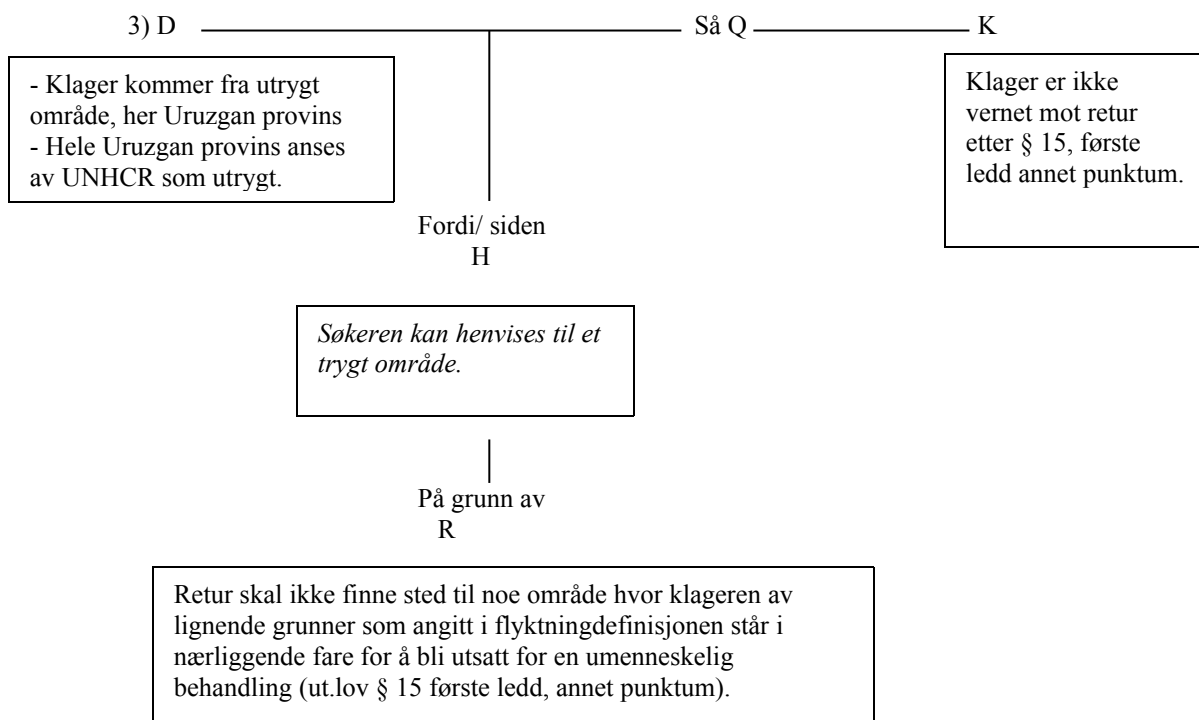 3) D Så Q K
- Klager kommer fra utrygt
område, her Uruzgan provins
- Hele Uruzgan provins anses
av UNHCR som utrygt.
Klager er ikke
vernet mot retur
etter § 15, første
ledd annet punktum.
Fordi/ siden
H
Søkeren kan henvises til et
trygt område.
På grunn av
R
Retur skal ikke finne sted til noe område hvor klageren av
lignende grunner som angitt i flyktningdefinisjonen står i
nærliggende fare for å bli utsatt for en umenneskelig
behandling (ut.lov § 15 første ledd, annet punktum).